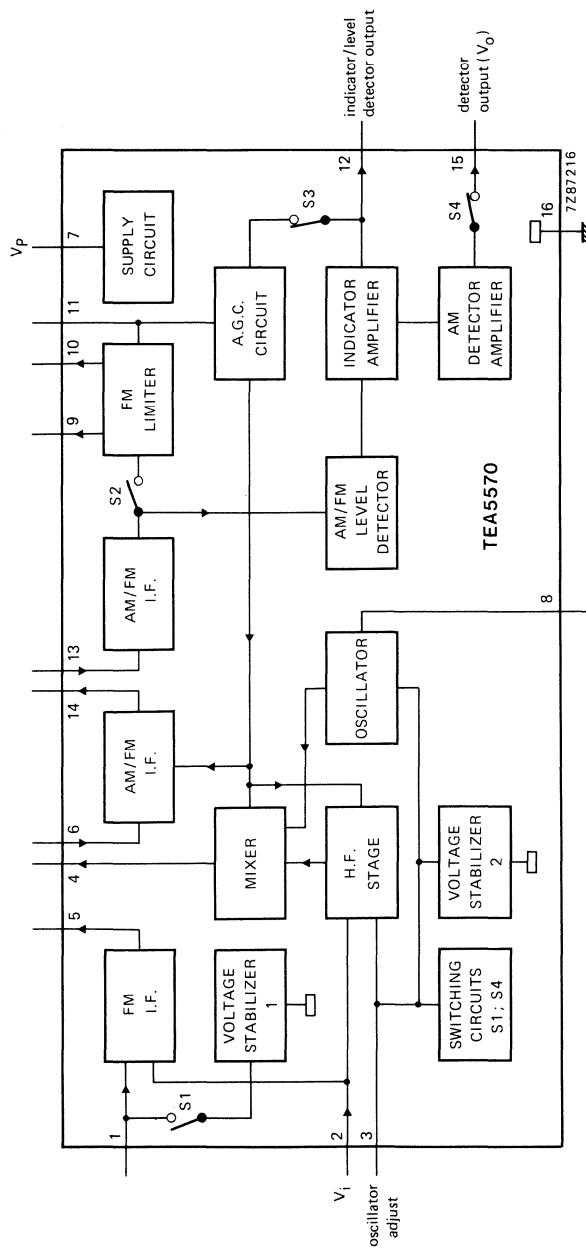 Vp
7
11
10
9
13
14
6
4
5
1
2
3
Vi
oscillator
adjust
FM
I.F.
S1
VOLTAGE
STABILIZER
1
AM/FM
I.F.
MIXER
H.F.
STAGE
AM/FM
I.F.
S2
FM
LIMITER
SUPPLY
CIRCUIT
A.G.C.
CIRCUIT
S3
OSCILLATOR
AM/FM
LEVEL
DETECTOR
INDICATOR
AMPLIFIER
AM
DETECTOR
AMPLIFIER
S4
SWITCHING
CIRCUITS
S1; S4
VOLTAGE
STABILIZER
2
TEA5570
8
12
indicator/level
detector output
15
detector
output (Vo)
16
7Z87216